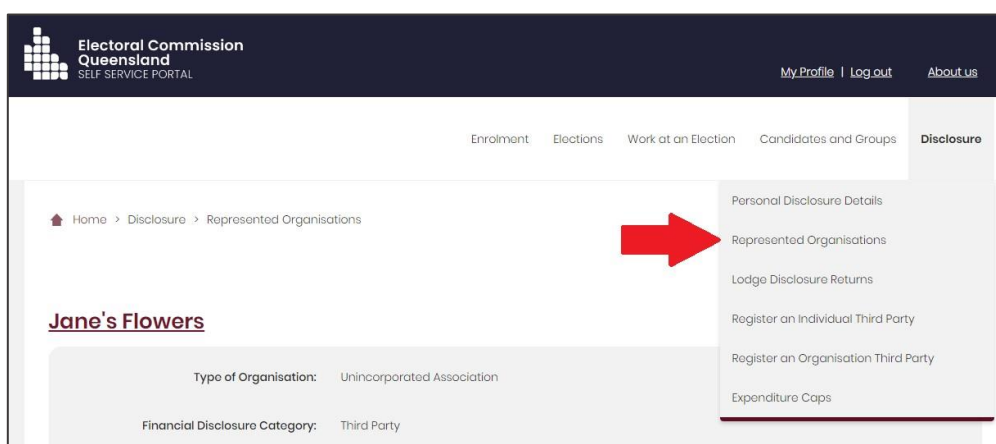 Electoral Commission
Queensland
SELF SERVICE PORTAL
My Profile | Log out About us
Enrolment Elections Work at an Election Candidates and Groups Disclosure
Home > Disclosure > Represented Organisations
Personal Disclosure Details
Represented Organisations
Lodge Disclosure Returns
Register an Individual Third Party
Register an Organisation Third Party
Expenditure Caps
Jane's Flowers
Type of Organisation: Unincorporated Association
Financial Disclosure Category: Third Party